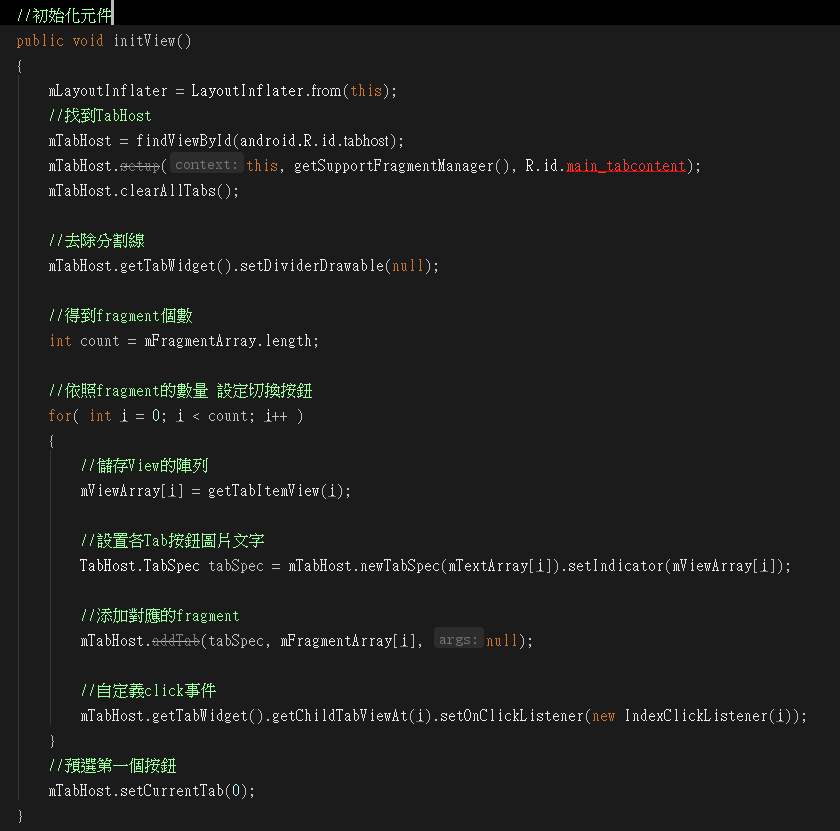 //初始化元件
public void initView()
{
mLayoutInflater = LayoutInflater.from(this);
//找到TabHost
mTabHost = findViewById(android.R.id.tabhost);
mTabHost.setup( context: this, getSupportFragmentManager(), R.id.main_tabcontent);
mTabHost.clearAllTabs();
//去除分割線
mTabHost.getTabWidget().setDividerDrawable(null);
//得到fragment個數
int count = mFragmentArray.length;
//依照fragment的數量 設定切換按鈕
for( int i = 0; i < count; i++ )
{
//儲存View的陣列
mViewArray[i] = getTabItemView(i);
//設置各Tab按鈕圖片文字
TabHost.TabSpec tabSpec = mTabHost.newTabSpec(mTextArray[i]).setIndicator(mViewArray[i]);
//添加對應的fragment
mTabHost.addTab(tabSpec, mFragmentArray[i], args: null);
//自定義click事件
mTabHost.getTabWidget().getChildTabViewAt(i).setOnClickListener(new IndexClickListener(i));
}
//預選第一個按鈕
mTabHost.setCurrentTab(0);
}